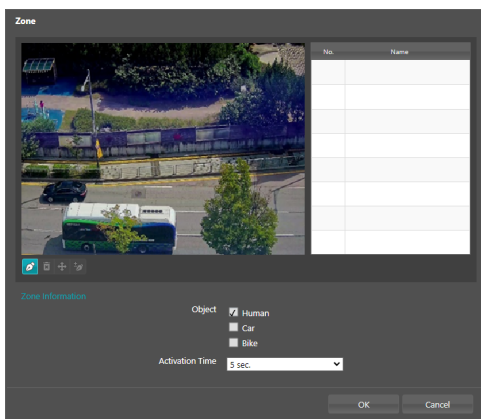 Zone
No. Name
Zone Information
Object
Human
Car
Bike
Activation Time
5 sec.
OK Cancel